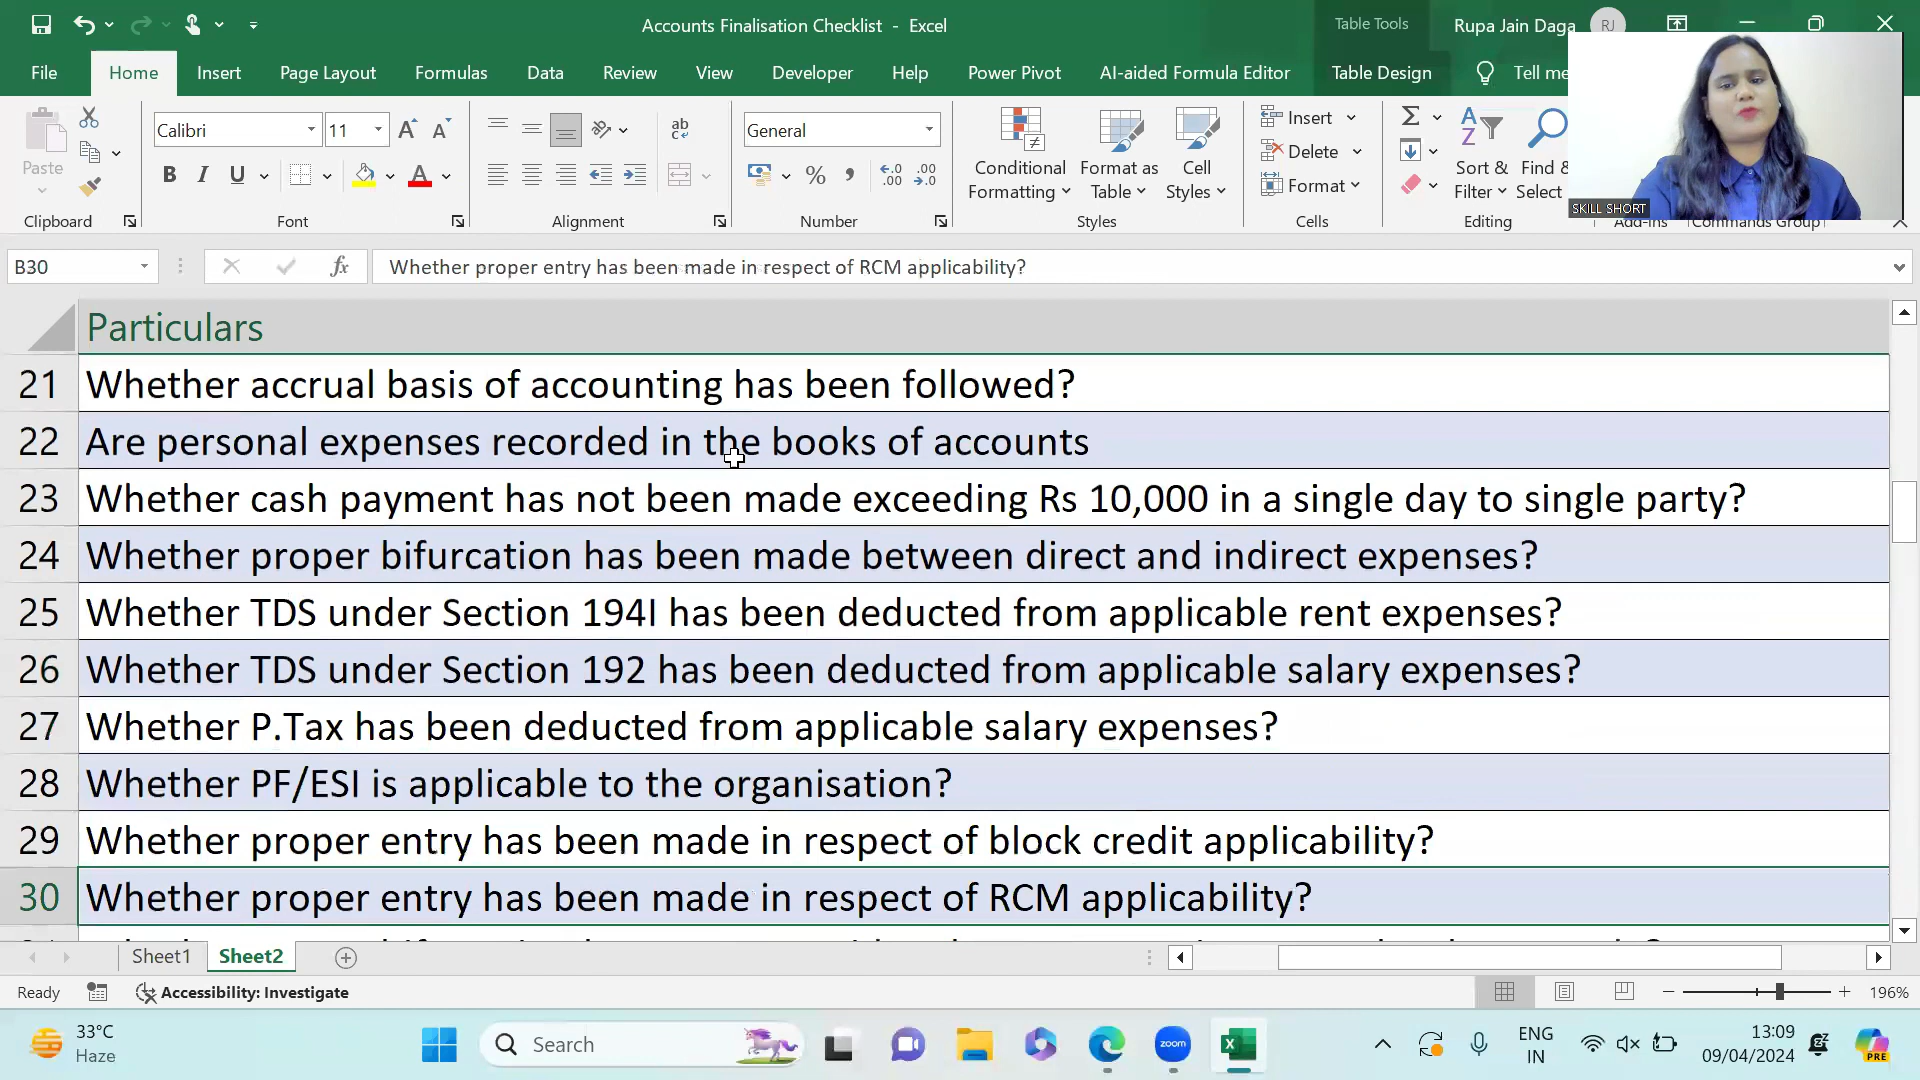 Accounts Finalisation Checklist - Excel
Table Tools
Rupa Jain Daga
RJ
File
Home
Insert
Page Layout
Formulas
Data
Review
View
Developer
Help
Power Pivot
AI-aided Formula Editor
Table Design
Tell me
Paste
Calibri
11
B I U
ab
General
Conditional Formatting
Format as Table
Cell Styles
Insert
Delete
Format
Sort & Filter
Find & Select
Clipboard
Font
Alignment
Number
Styles
Cells
Editing
Add-ins
Commands Group
SKILL SHORT
B30
fx
Whether proper entry has been made in respect of RCM applicability?
Particulars
21 Whether accrual basis of accounting has been followed?
22 Are personal expenses recorded in the books of accounts
23 Whether cash payment has not been made exceeding Rs 10,000 in a single day to single party?
24 Whether proper bifurcation has been made between direct and indirect expenses?
25 Whether TDS under Section 194I has been deducted from applicable rent expenses?
26 Whether TDS under Section 192 has been deducted from applicable salary expenses?
27 Whether P.Tax has been deducted from applicable salary expenses?
28 Whether PF/ESI is applicable to the organisation?
29 Whether proper entry has been made in respect of block credit applicability?
30 Whether proper entry has been made in respect of RCM applicability?
Sheet1
Sheet2
Ready
Accessibility: Investigate
196%
33°C
Haze
Search
zoom
ENG
IN
13:09
09/04/2024
PRE